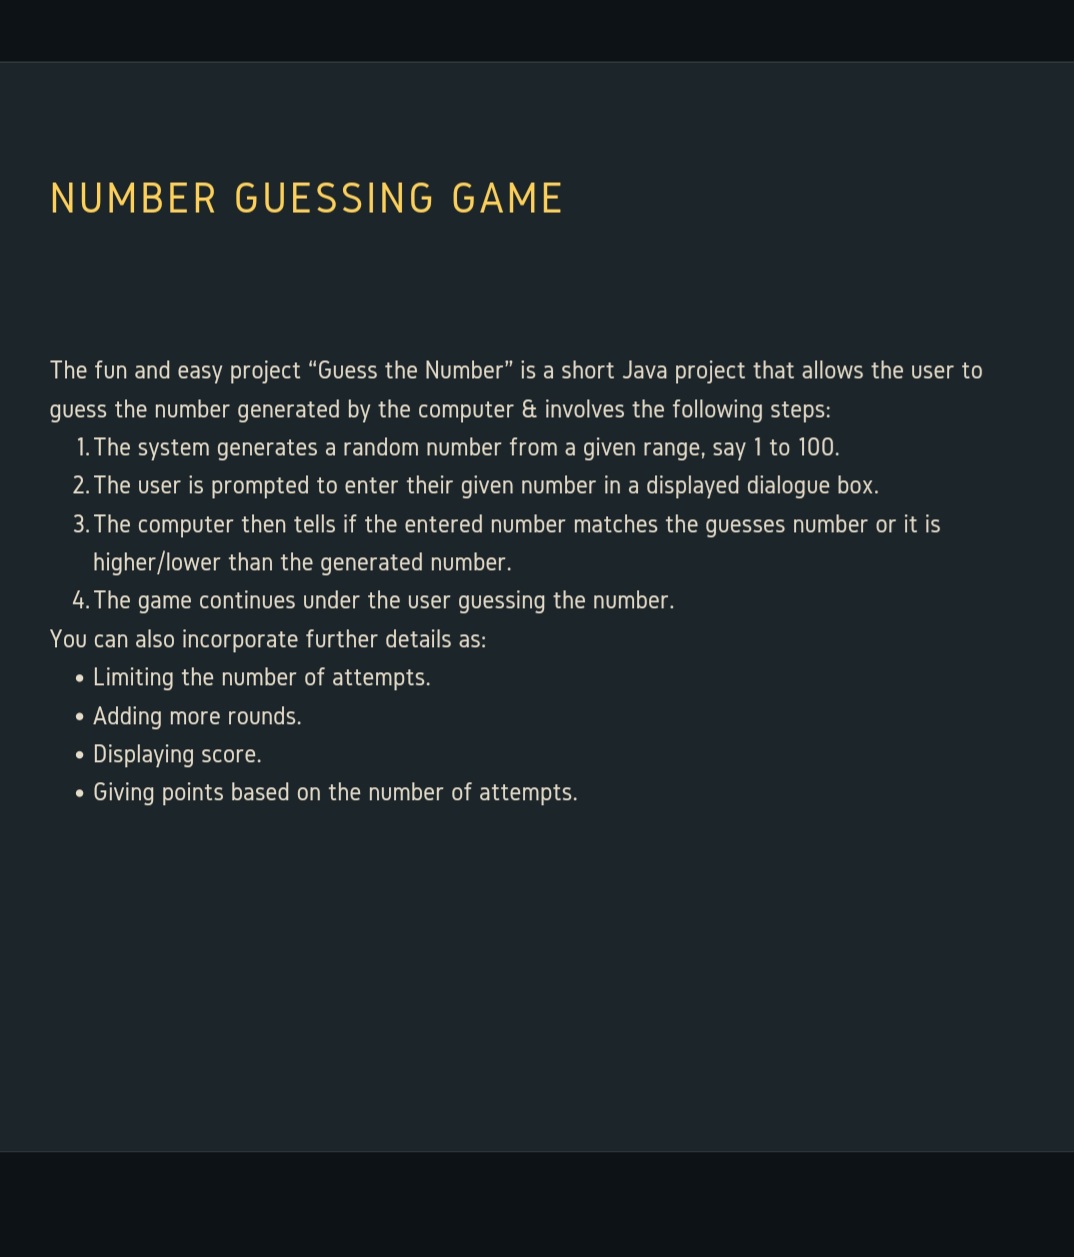 NUMBER GUESSING GAME
The fun and easy project “Guess the Number” is a short Java project that allows the user to
guess the number generated by the computer & involves the following steps:
1. The system generates a random number from a given range, say 1 to 100.
2. The user is prompted to enter their given number in a displayed dialogue box.
3. The computer then tells if the entered number matches the guesses number or it is
higher/lower than the generated number.
4. The game continues under the user guessing the number.
You can also incorporate further details as:
• Limiting the number of attempts.
• Adding more rounds.
• Displaying score.
• Giving points based on the number of attempts.